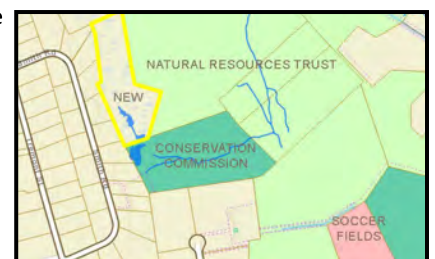 e
NATURAL RESOURCES TRUST
NEW
CONSERVATION
COMMISSION
SOCCER
FIELDS